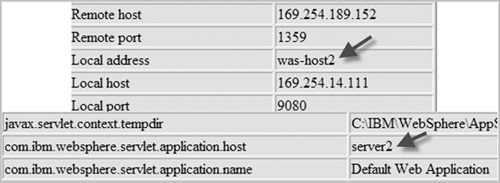 Remote host 169.254.189.152
Remote port 1359
Local address was-host2
Local host 169.254.14.111
Local port 9080
javax.servlet.context.tempdir C:\IBM\WebSphere\AppS
com.ibm.websphere.servlet.application.host server2
com.ibm.websphere.servlet.application.name Default Web Application